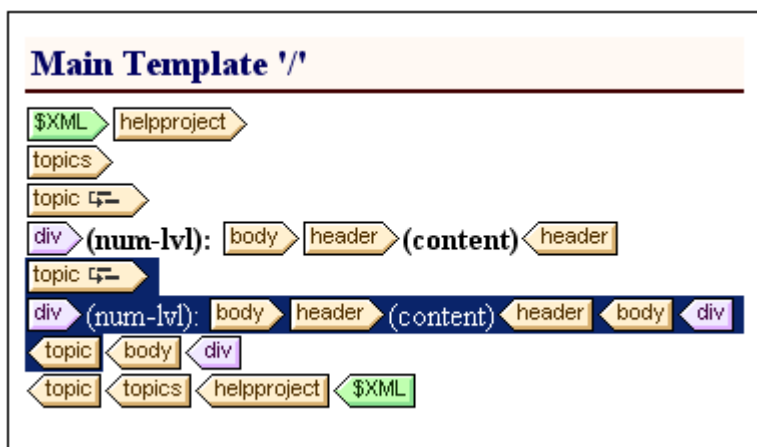 Main Template '/'
$XML helpproject
topics
topic
div (num-lvl): body header (content) header
topic
div (num-lvl): body header (content) header body div
topic body div
topic topics helpproject $XML